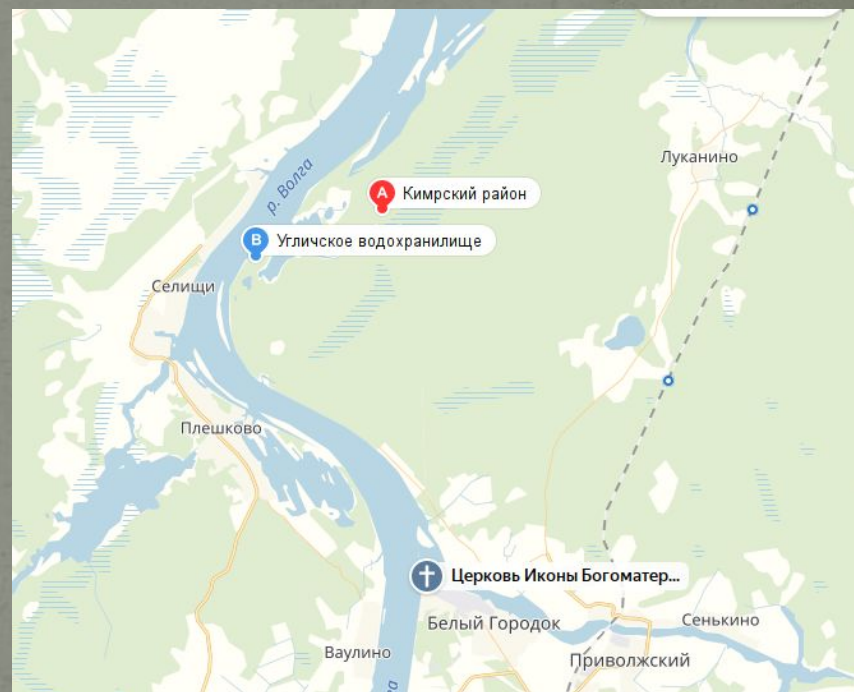 Луканино
A Кимрский район
р. Волга
B Угличское водохранилище
Селищи
Плешково
Церковь Иконы Богоматер...
Белый Городок
Сенькино
Ваулино
Приволжский